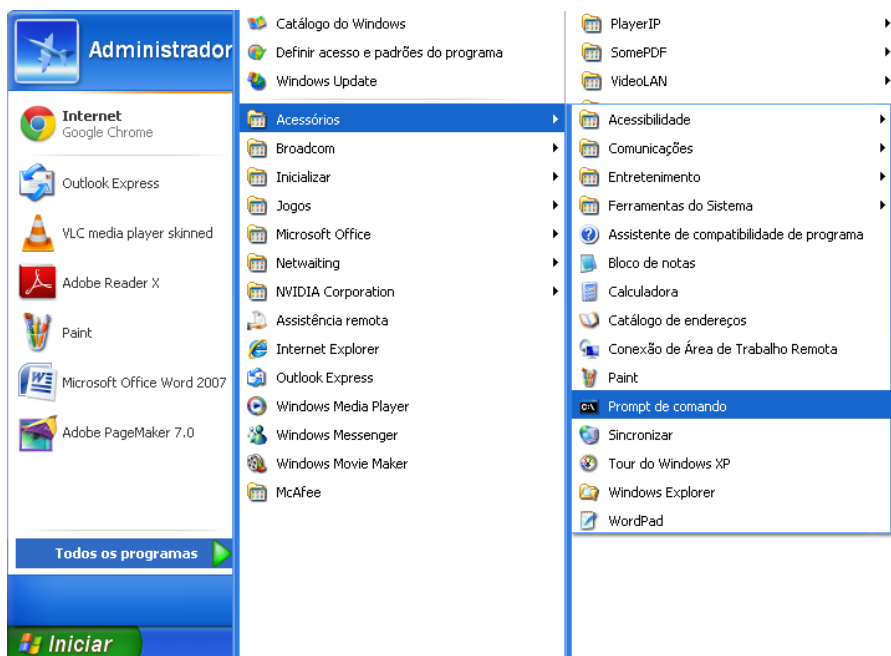 Administrador
Internet
Google Chrome
Outlook Express
VLC media player skinned
Adobe Reader X
Paint
Microsoft Office Word 2007
Adobe PageMaker 7.0
Todos os programas
Iniciar
Catálogo do Windows
Definir acesso e padrões do programa
Windows Update
Acessórios
Broadcom
Inicializar
Jogos
Microsoft Office
Netwaiting
NVIDIA Corporation
Assistência remota
Internet Explorer
Outlook Express
Windows Media Player
Windows Messenger
Windows Movie Maker
McAfee
PlayerIP
SomePDF
VideoLAN
Acessibilidade
Comunicações
Entretenimento
Ferramentas do Sistema
Assistente de compatibilidade de programa
Bloco de notas
Calculadora
Catálogo de endereços
Conexão de Área de Trabalho Remota
Paint
Prompt de comando
Sincronizar
Tour do Windows XP
Windows Explorer
WordPad